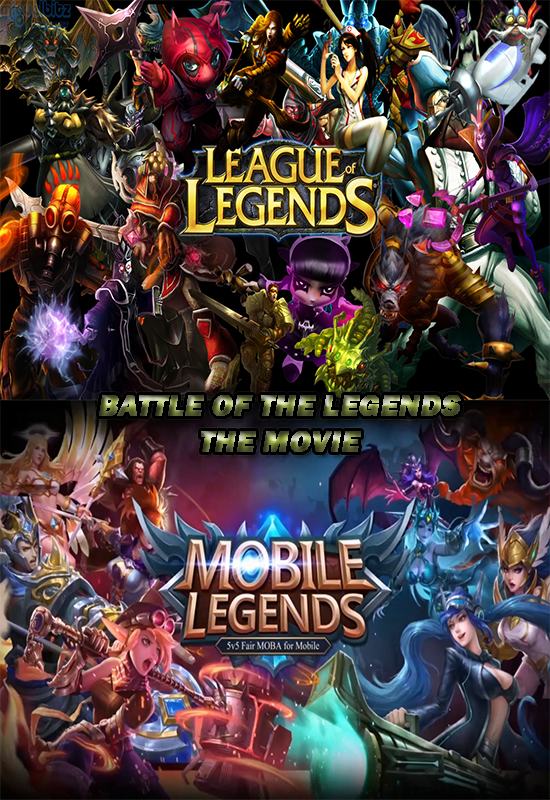 LEAGUE of
LEGENDS
BATTLE OF THE LEGENDS
THE MOVIE
MOBILE
LEGENDS
5v5 Fair MOBA for Mobile